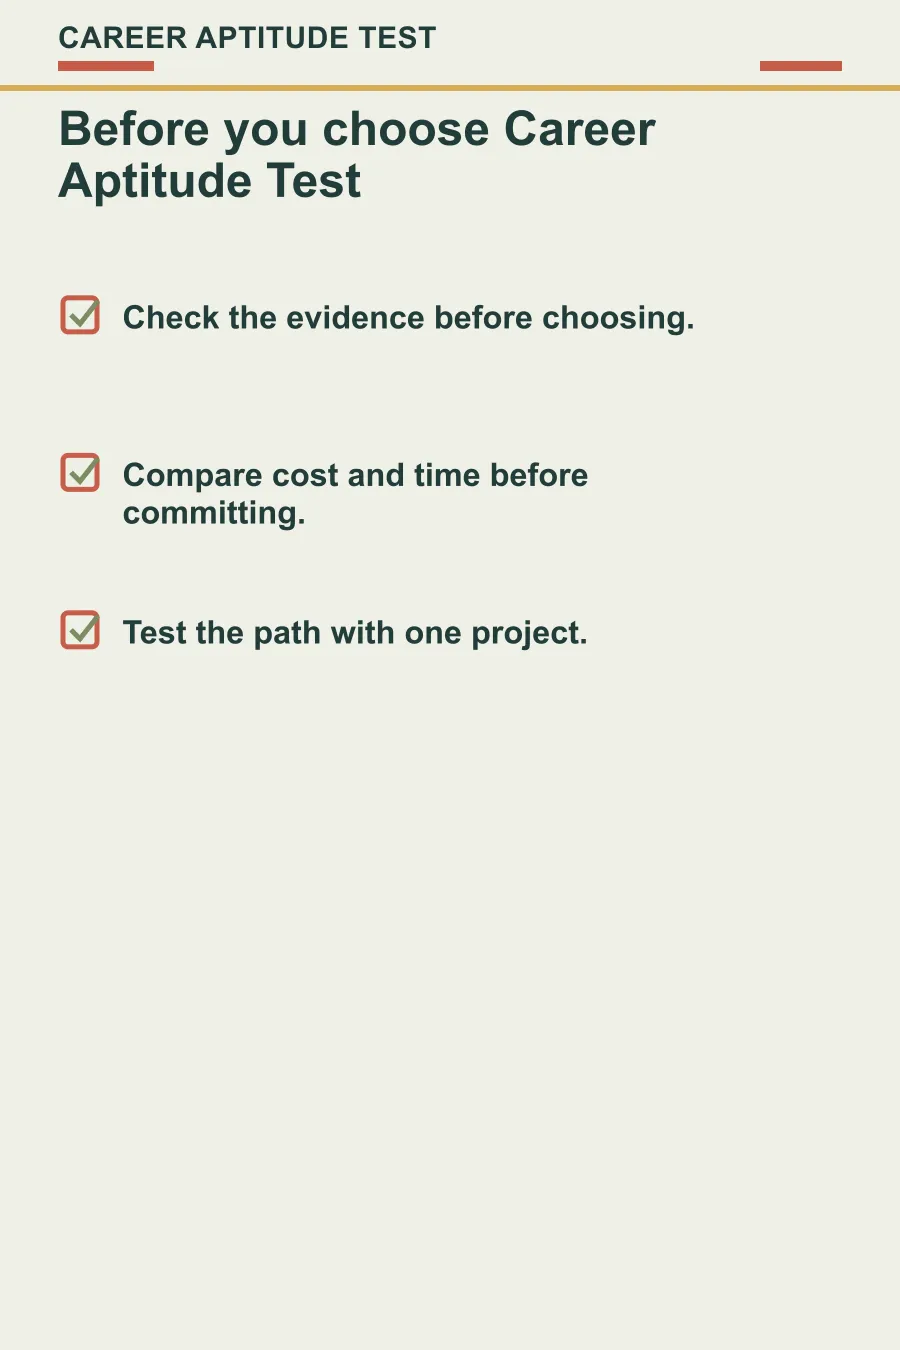 CAREER APTITUDE TEST
Before you choose Career
Aptitude Test
Check the evidence before choosing.
Compare cost and time before
committing.
Test the path with one project.